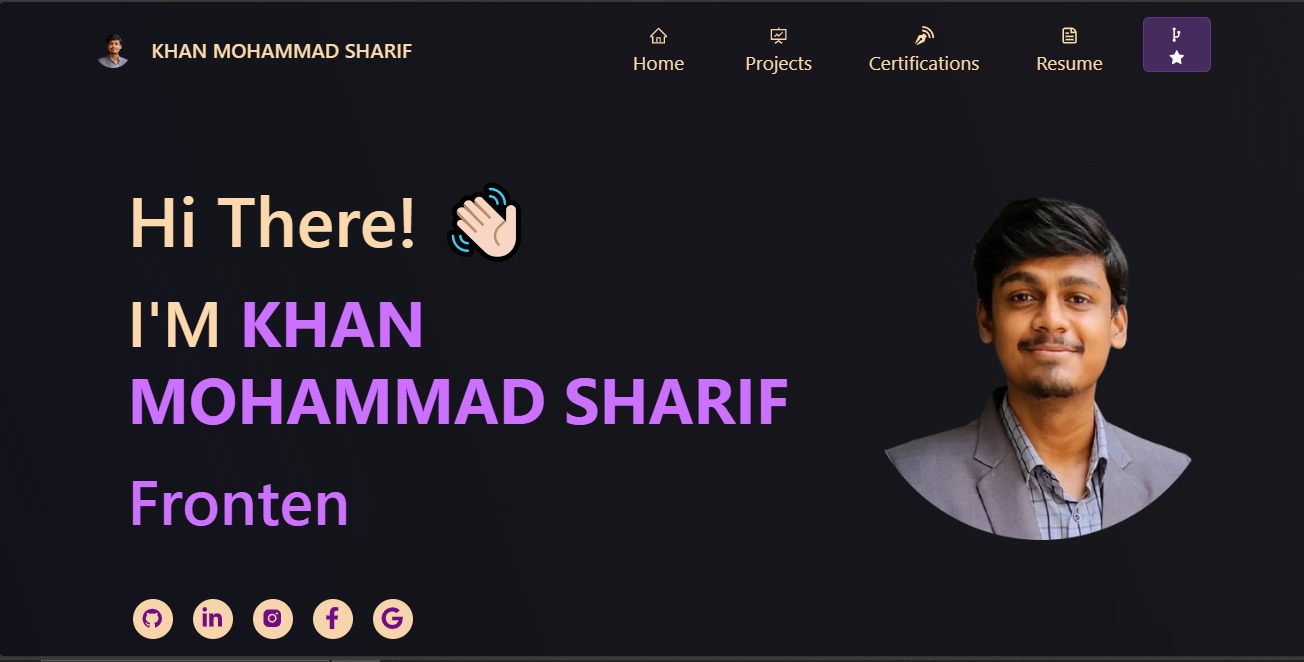 KHAN MOHAMMAD SHARIF
Home
Projects
Certifications
Resume
Hi There!
I'M KHAN
MOHAMMAD SHARIF
Fronten